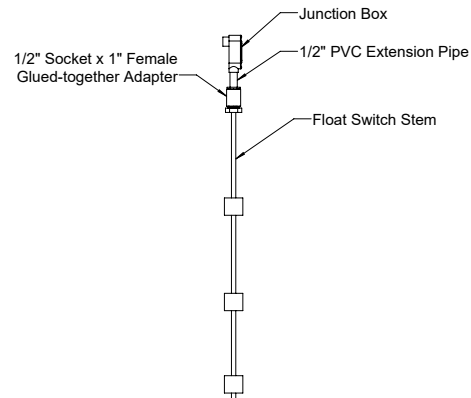 Junction Box
1/2" PVC Extension Pipe
1/2" Socket x 1" Female
Glued-together Adapter
Float Switch Stem